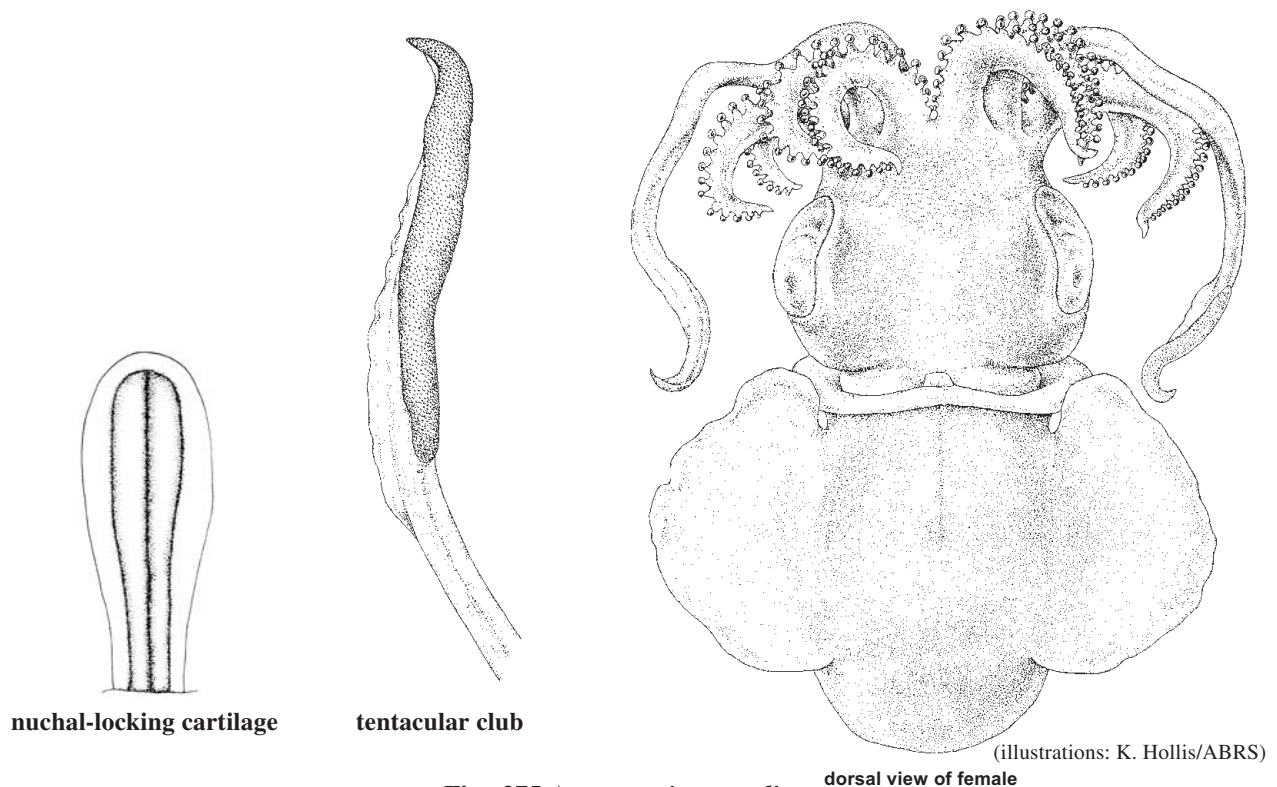 nuchal-locking cartilage
tentacular club
(illustrations: K. Hollis/ABRS)
dorsal view of female